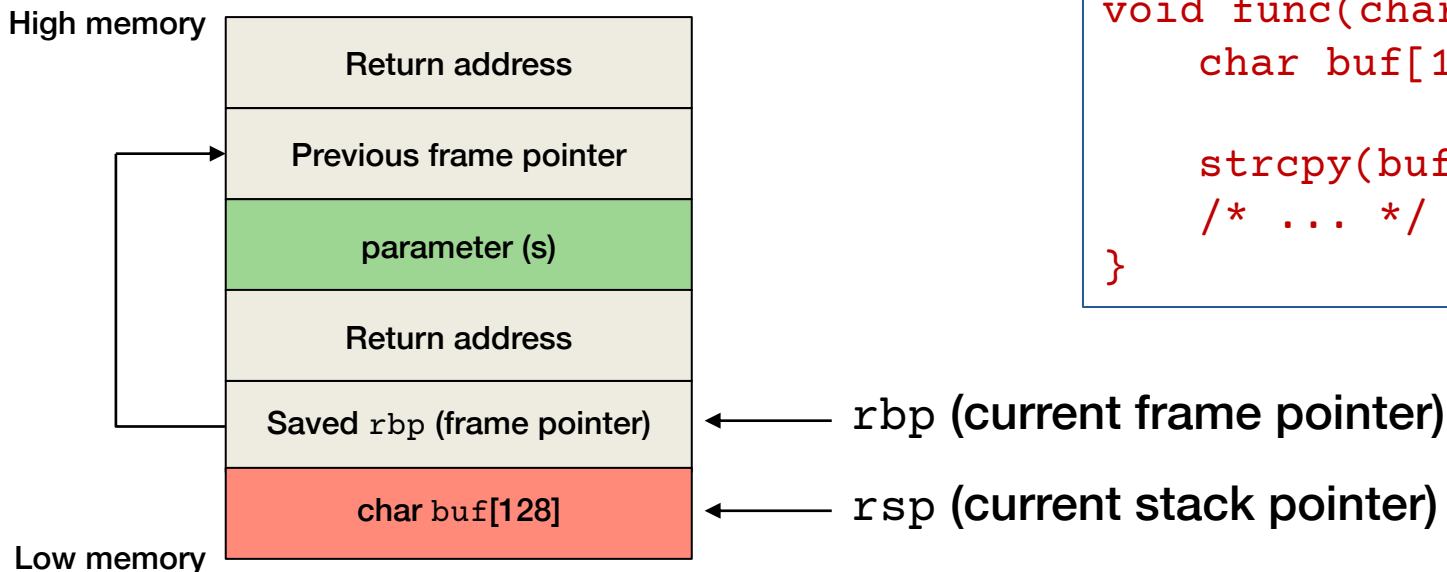 High memory
Return address
Previous frame pointer
parameter (s)
Return address
Saved rbp (frame pointer)
char buf[128]
Low memory
void func(char
char buf[1
strcpy(buf
/* ... */
}
rbp (current frame pointer)
rsp (current stack pointer)